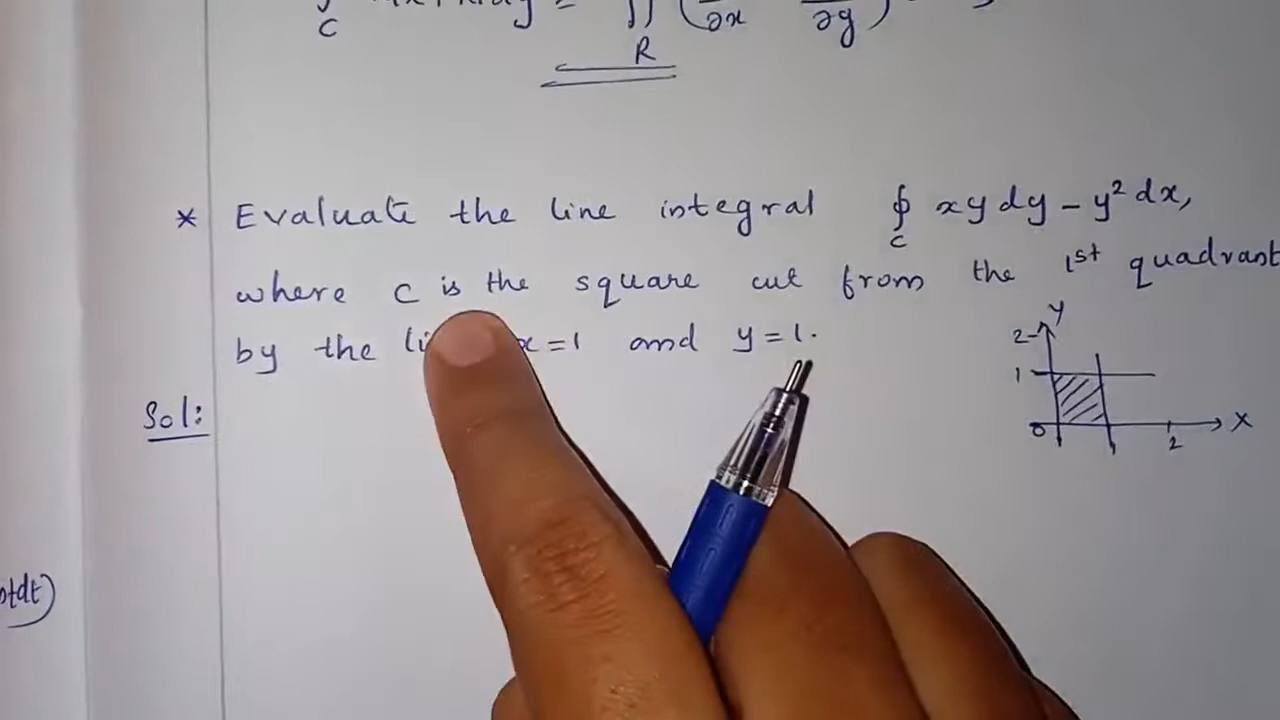 C R ∂x ∂y
* Evaluate the line integral ∮ xy dy - y² dx,
C
where C is the square cut from the 1st quadrant
by the x=1 and y=1.
Sol:
Y
2
1
0 1 2 X
tdt)